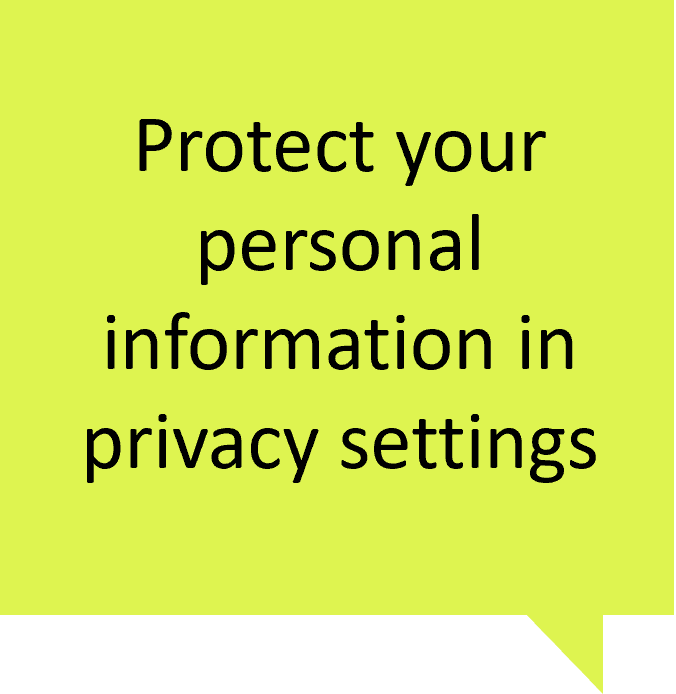 Protect your
personal
information in
privacy settings